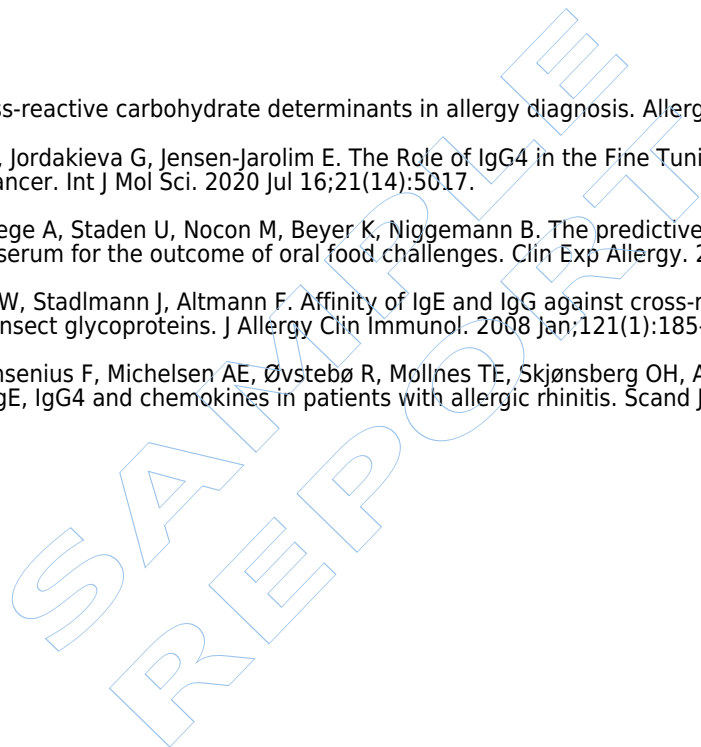 ss-reactive carbohydrate determinants in allergy diagnosis. Allerg
, Jordakieva G, Jensen-Jarolim E. The Role of IgG4 in the Fine Tuni
ancer. Int J Mol Sci. 2020 Jul 16;21(14):5017.
ege A, Staden U, Nocon M, Beyer K, Niggemann B. The predictive
serum for the outcome of oral food challenges. Clin Exp Allergy. 2
W, Stadlmann J, Altmann F. Affinity of IgE and IgG against cross-r
insect glycoproteins. J Allergy Clin Immunol. 2008 Jan;121(1):185-
nsenius F, Michelsen AE, Øvstebø R, Mollnes TE, Skjønsberg OH, A
gE, IgG4 and chemokines in patients with allergic rhinitis. Scand J
SAMPLE
REPORT